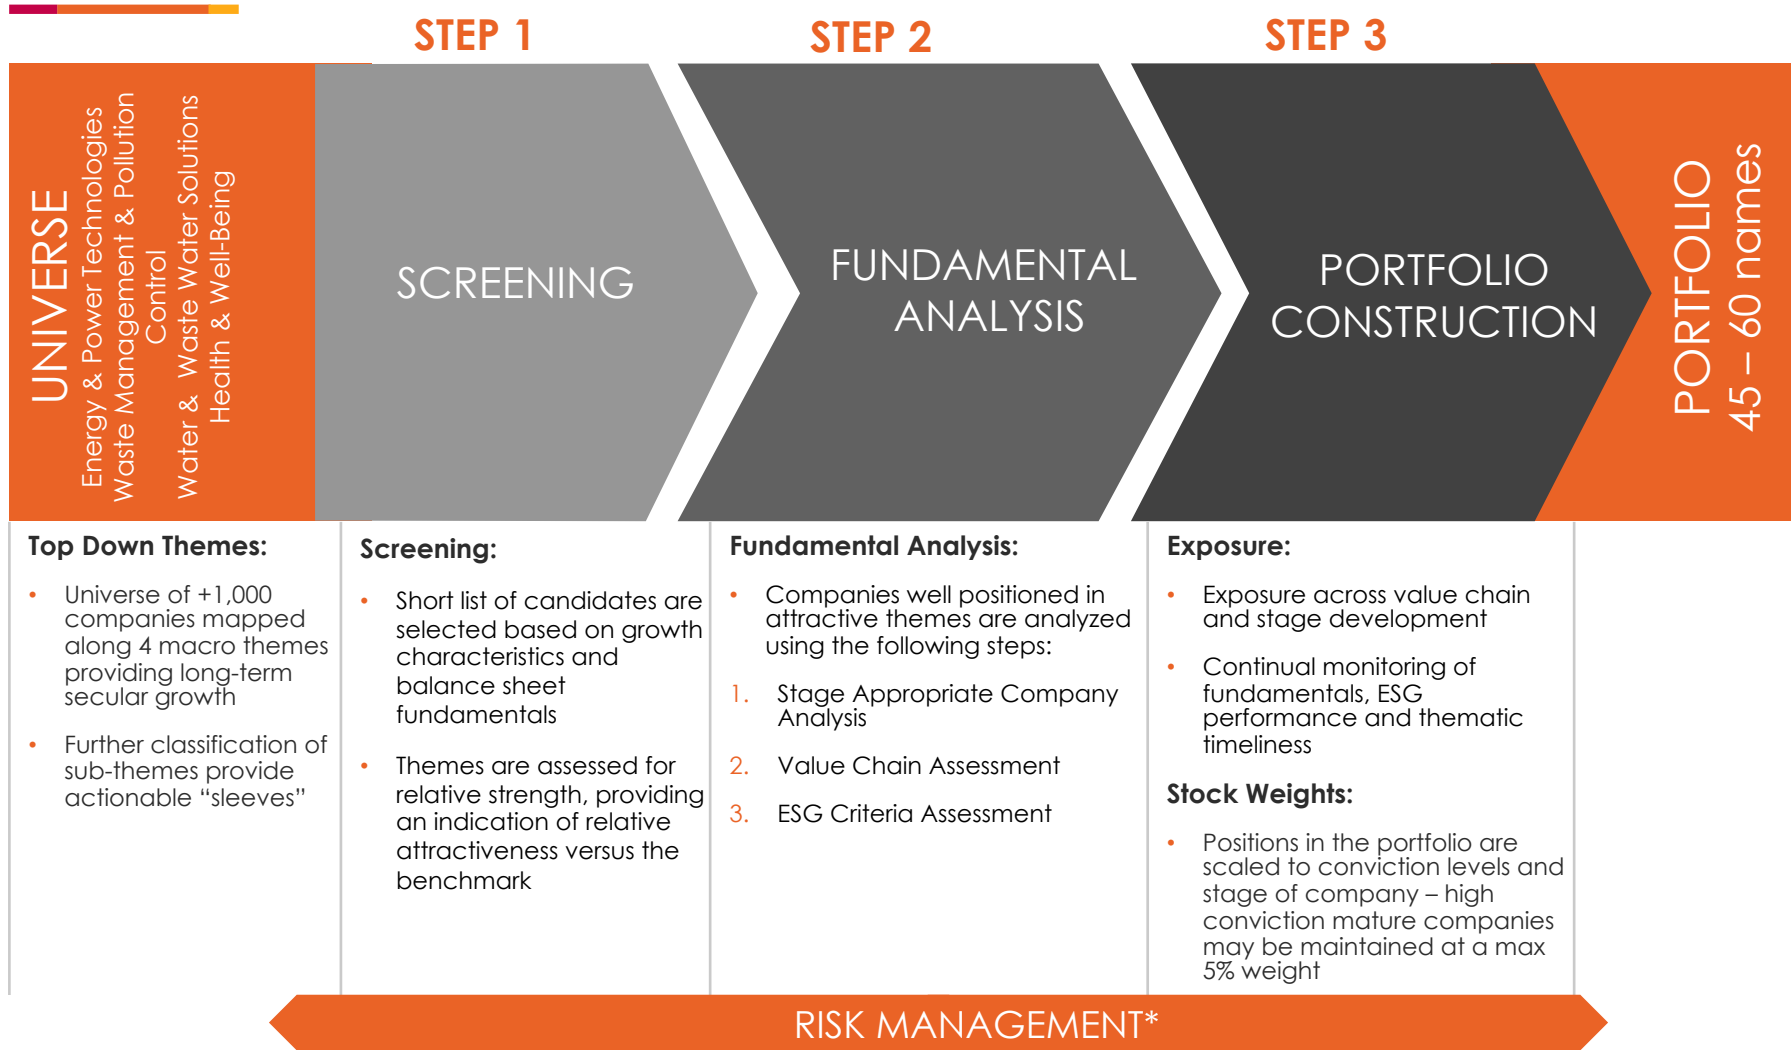 STEP 1
STEP 2
STEP 3
UNIVERSE
Energy & Power Technologies
Waste Management & Pollution
Control
Water & Waste Water Solutions
Health & Well-Being
SCREENING
FUNDAMENTAL
ANALYSIS
PORTFOLIO
CONSTRUCTION
PORTFOLIO
45 – 60 names
Top Down Themes:
• Universe of +1,000
companies mapped
along 4 macro themes
providing long-term
secular growth
• Further classification of
sub-themes provide
actionable “sleeves”
Screening:
• Short list of candidates are
selected based on growth
characteristics and
balance sheet
fundamentals
• Themes are assessed for
relative strength, providing
an indication of relative
attractiveness versus the
benchmark
Fundamental Analysis:
• Companies well positioned in
attractive themes are analyzed
using the following steps:
1. Stage Appropriate Company
Analysis
2. Value Chain Assessment
3. ESG Criteria Assessment
Exposure:
• Exposure across value chain
and stage development
• Continual monitoring of
fundamentals, ESG
performance and thematic
timeliness
Stock Weights:
• Positions in the portfolio are
scaled to conviction levels and
stage of company – high
conviction mature companies
may be maintained at a max
5% weight
RISK MANAGEMENT*